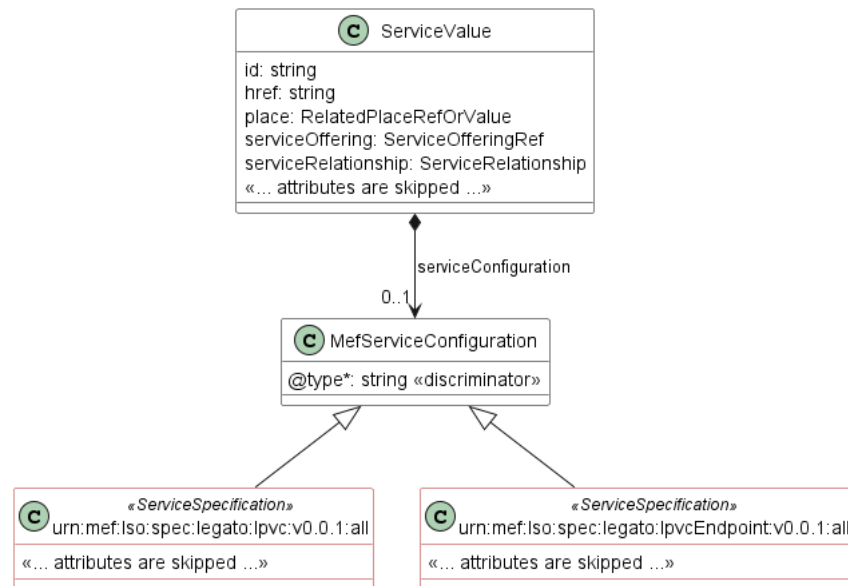 C ServiceValue
id: string
href: string
place: RelatedPlaceRefOrValue
serviceOffering: ServiceOfferingRef
serviceRelationship: ServiceRelationship
«... attributes are skipped ...»
serviceConfiguration
0..1
C MefServiceConfiguration
@type*: string «discriminator»
«ServiceSpecification»
C urn:mef:lso:spec:legato:Ipvc:v0.0.1:all
«... attributes are skipped ...»
«ServiceSpecification»
C urn:mef:lso:spec:legato:IpvcEndpoint:v0.0.1:all
«... attributes are skipped ...»